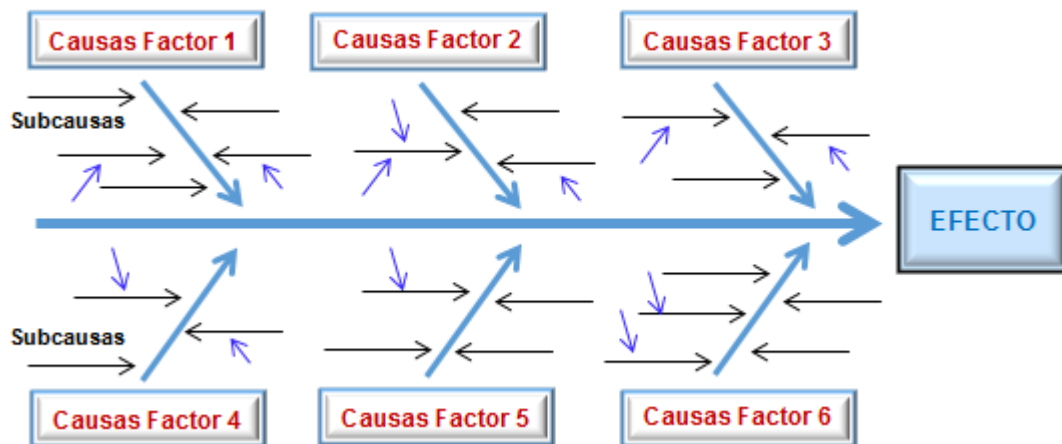 Causas Factor 1
Causas Factor 2
Causas Factor 3
Subcausas
EFECTO
Subcausas
Causas Factor 4
Causas Factor 5
Causas Factor 6